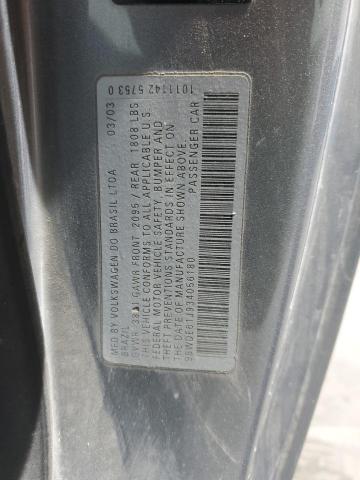 MFD BY VOLKSWAGEN DO BRASIL LTDA 03/03
BRAZIL
GVWR GAWR FRONT 2095 / REAR 1808 LBS
THIS VEHICLE CONFORMS TO ALL APPLICABLE U.S.
FEDERAL MOTOR VEHICLE SAFETY, BUMPER AND
THEFT PREVENTION STANDARDS IN EFFECT ON
THE DATE OF MANUFACTURE SHOWN ABOVE.
9BWDE61J934056180 PASSENGER CAR
1011142 5753 0